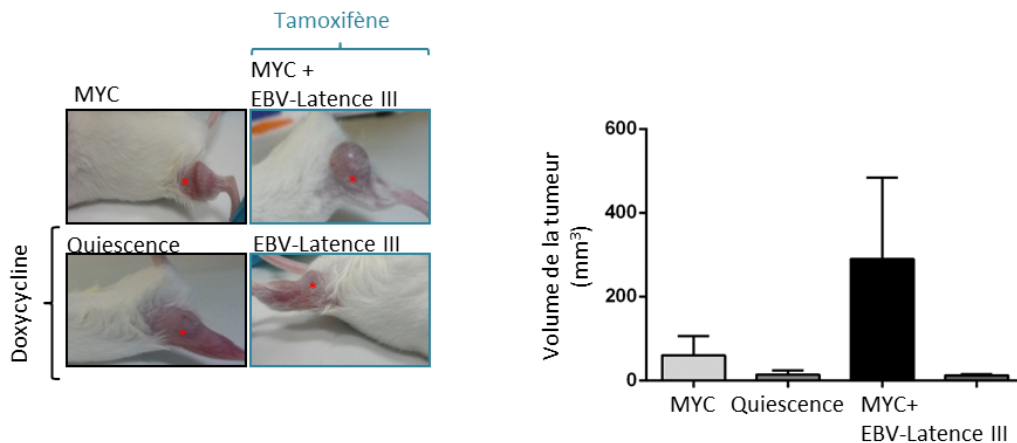 Tamoxifène
MYC
MYC +
EBV-Latence III
Doxycycline
Quiescence
EBV-Latence III
Volume de la tumeur
(mm³)
600
400
200
0
MYC
Quiescence
MYC+
EBV-Latence III